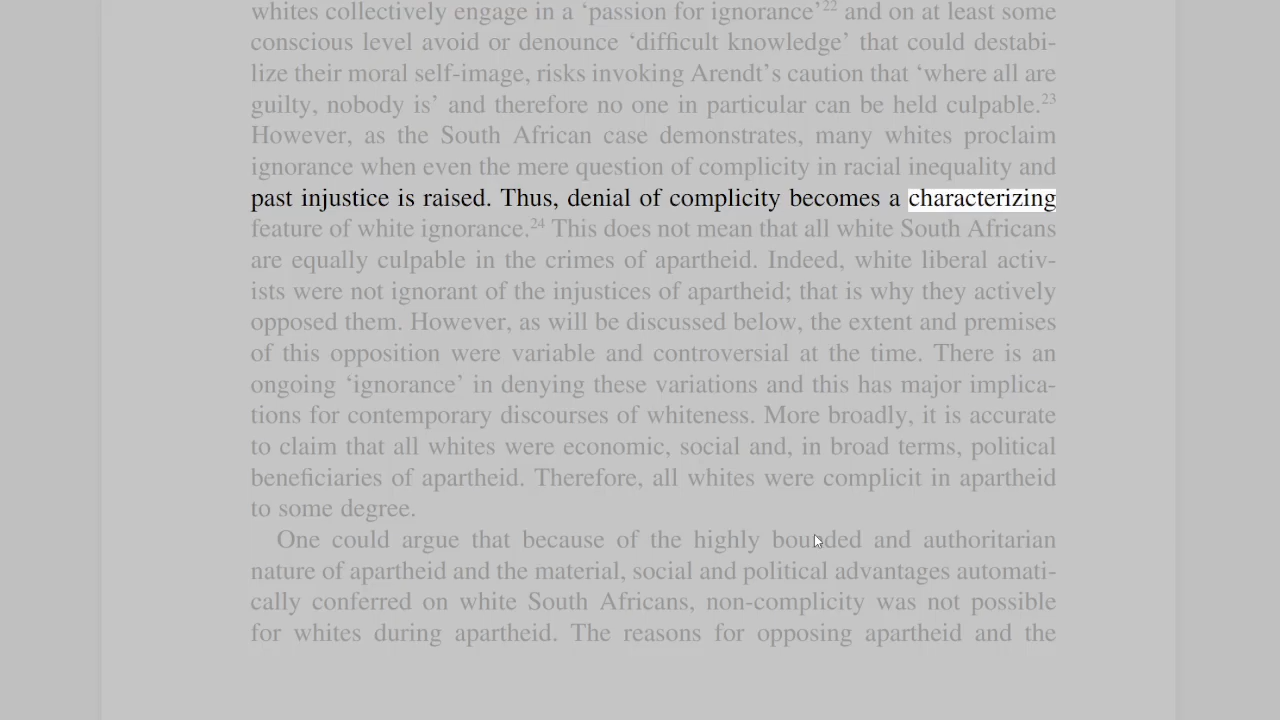 whites collectively engage in a ‘passion for ignorance’22 and on at least some
conscious level avoid or denounce ‘difficult knowledge’ that could destabi-
lize their moral self-image, risks invoking Arendt’s caution that ‘where all are
guilty, nobody is’ and therefore no one in particular can be held culpable.23
However, as the South African case demonstrates, many whites proclaim
ignorance when even the mere question of complicity in racial inequality and
past injustice is raised. Thus, denial of complicity becomes a characterizing
feature of white ignorance.24 This does not mean that all white South Africans
are equally culpable in the crimes of apartheid. Indeed, white liberal activ-
ists were not ignorant of the injustices of apartheid; that is why they actively
opposed them. However, as will be discussed below, the extent and premises
of this opposition were variable and controversial at the time. There is an
ongoing ‘ignorance’ in denying these variations and this has major implica-
tions for contemporary discourses of whiteness. More broadly, it is accurate
to claim that all whites were economic, social and, in broad terms, political
beneficiaries of apartheid. Therefore, all whites were complicit in apartheid
to some degree.
One could argue that because of the highly bounded and authoritarian
nature of apartheid and the material, social and political advantages automati-
cally conferred on white South Africans, non-complicity was not possible
for whites during apartheid. The reasons for opposing apartheid and the